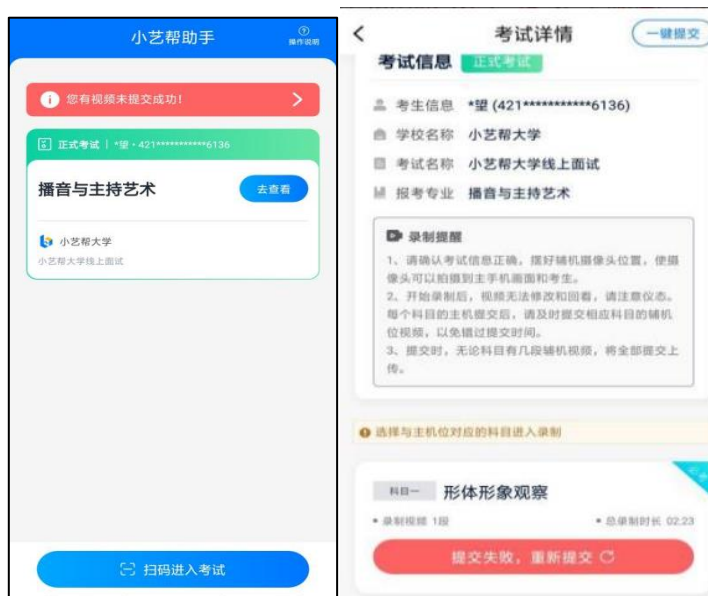 小艺帮助手
操作说明
您有视频未提交成功!
正式考试 | *望·421***********6136
播音与主持艺术
去查看
小艺帮大学
小艺帮大学线上面试
扫码进入考试
考试详情
一键提交
考试信息 正式考试
考生信息 *望 (421***********6136)
学校名称 小艺帮大学
考试名称 小艺帮大学线上面试
报考专业 播音与主持艺术
录制提醒
1、请确认考试信息正确，摆好辅机摄像头位置，使摄
像头可以拍摄到主手机画面和考生。
2、开始录制后，视频无法修改和回看，请注意仪态。
每个科目的主机提交后，请及时提交相应科目的辅机
位视频，以免错过提交时间。
3、提交时，无论科目有几段辅机视频，将全部提交上
传。
选择与主机位对应的科目进入录制
科目一 形体形象观察
• 录制视频 1段 • 总录制时长 02:23
提交失败，重新提交